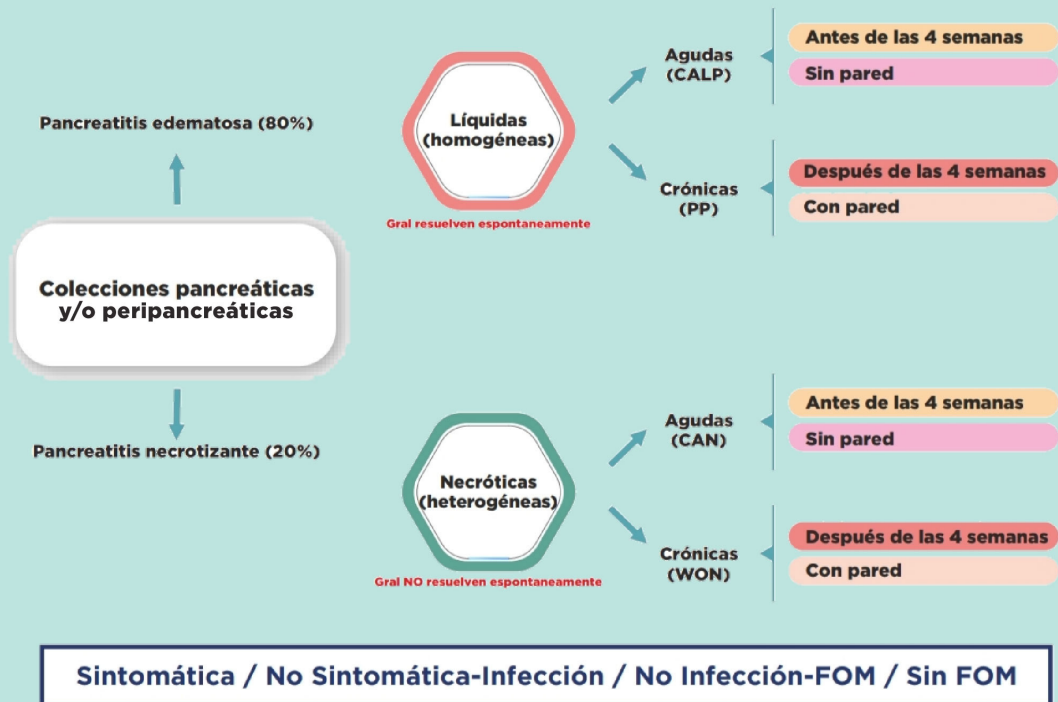 Colecciones pancreáticas
y/o peripancreáticas
Pancreatitis edematosa (80%)
Líquidas
(homogéneas)
Gral resuelven espontaneamente
Agudas
(CALP)
Antes de las 4 semanas
Sin pared
Crónicas
(PP)
Después de las 4 semanas
Con pared
Pancreatitis necrotizante (20%)
Necróticas
(heterogéneas)
Gral NO resuelven espontaneamente
Agudas
(CAN)
Antes de las 4 semanas
Sin pared
Crónicas
(WON)
Después de las 4 semanas
Con pared
Sintomática / No Sintomática-Infección / No Infección-FOM / Sin FOM